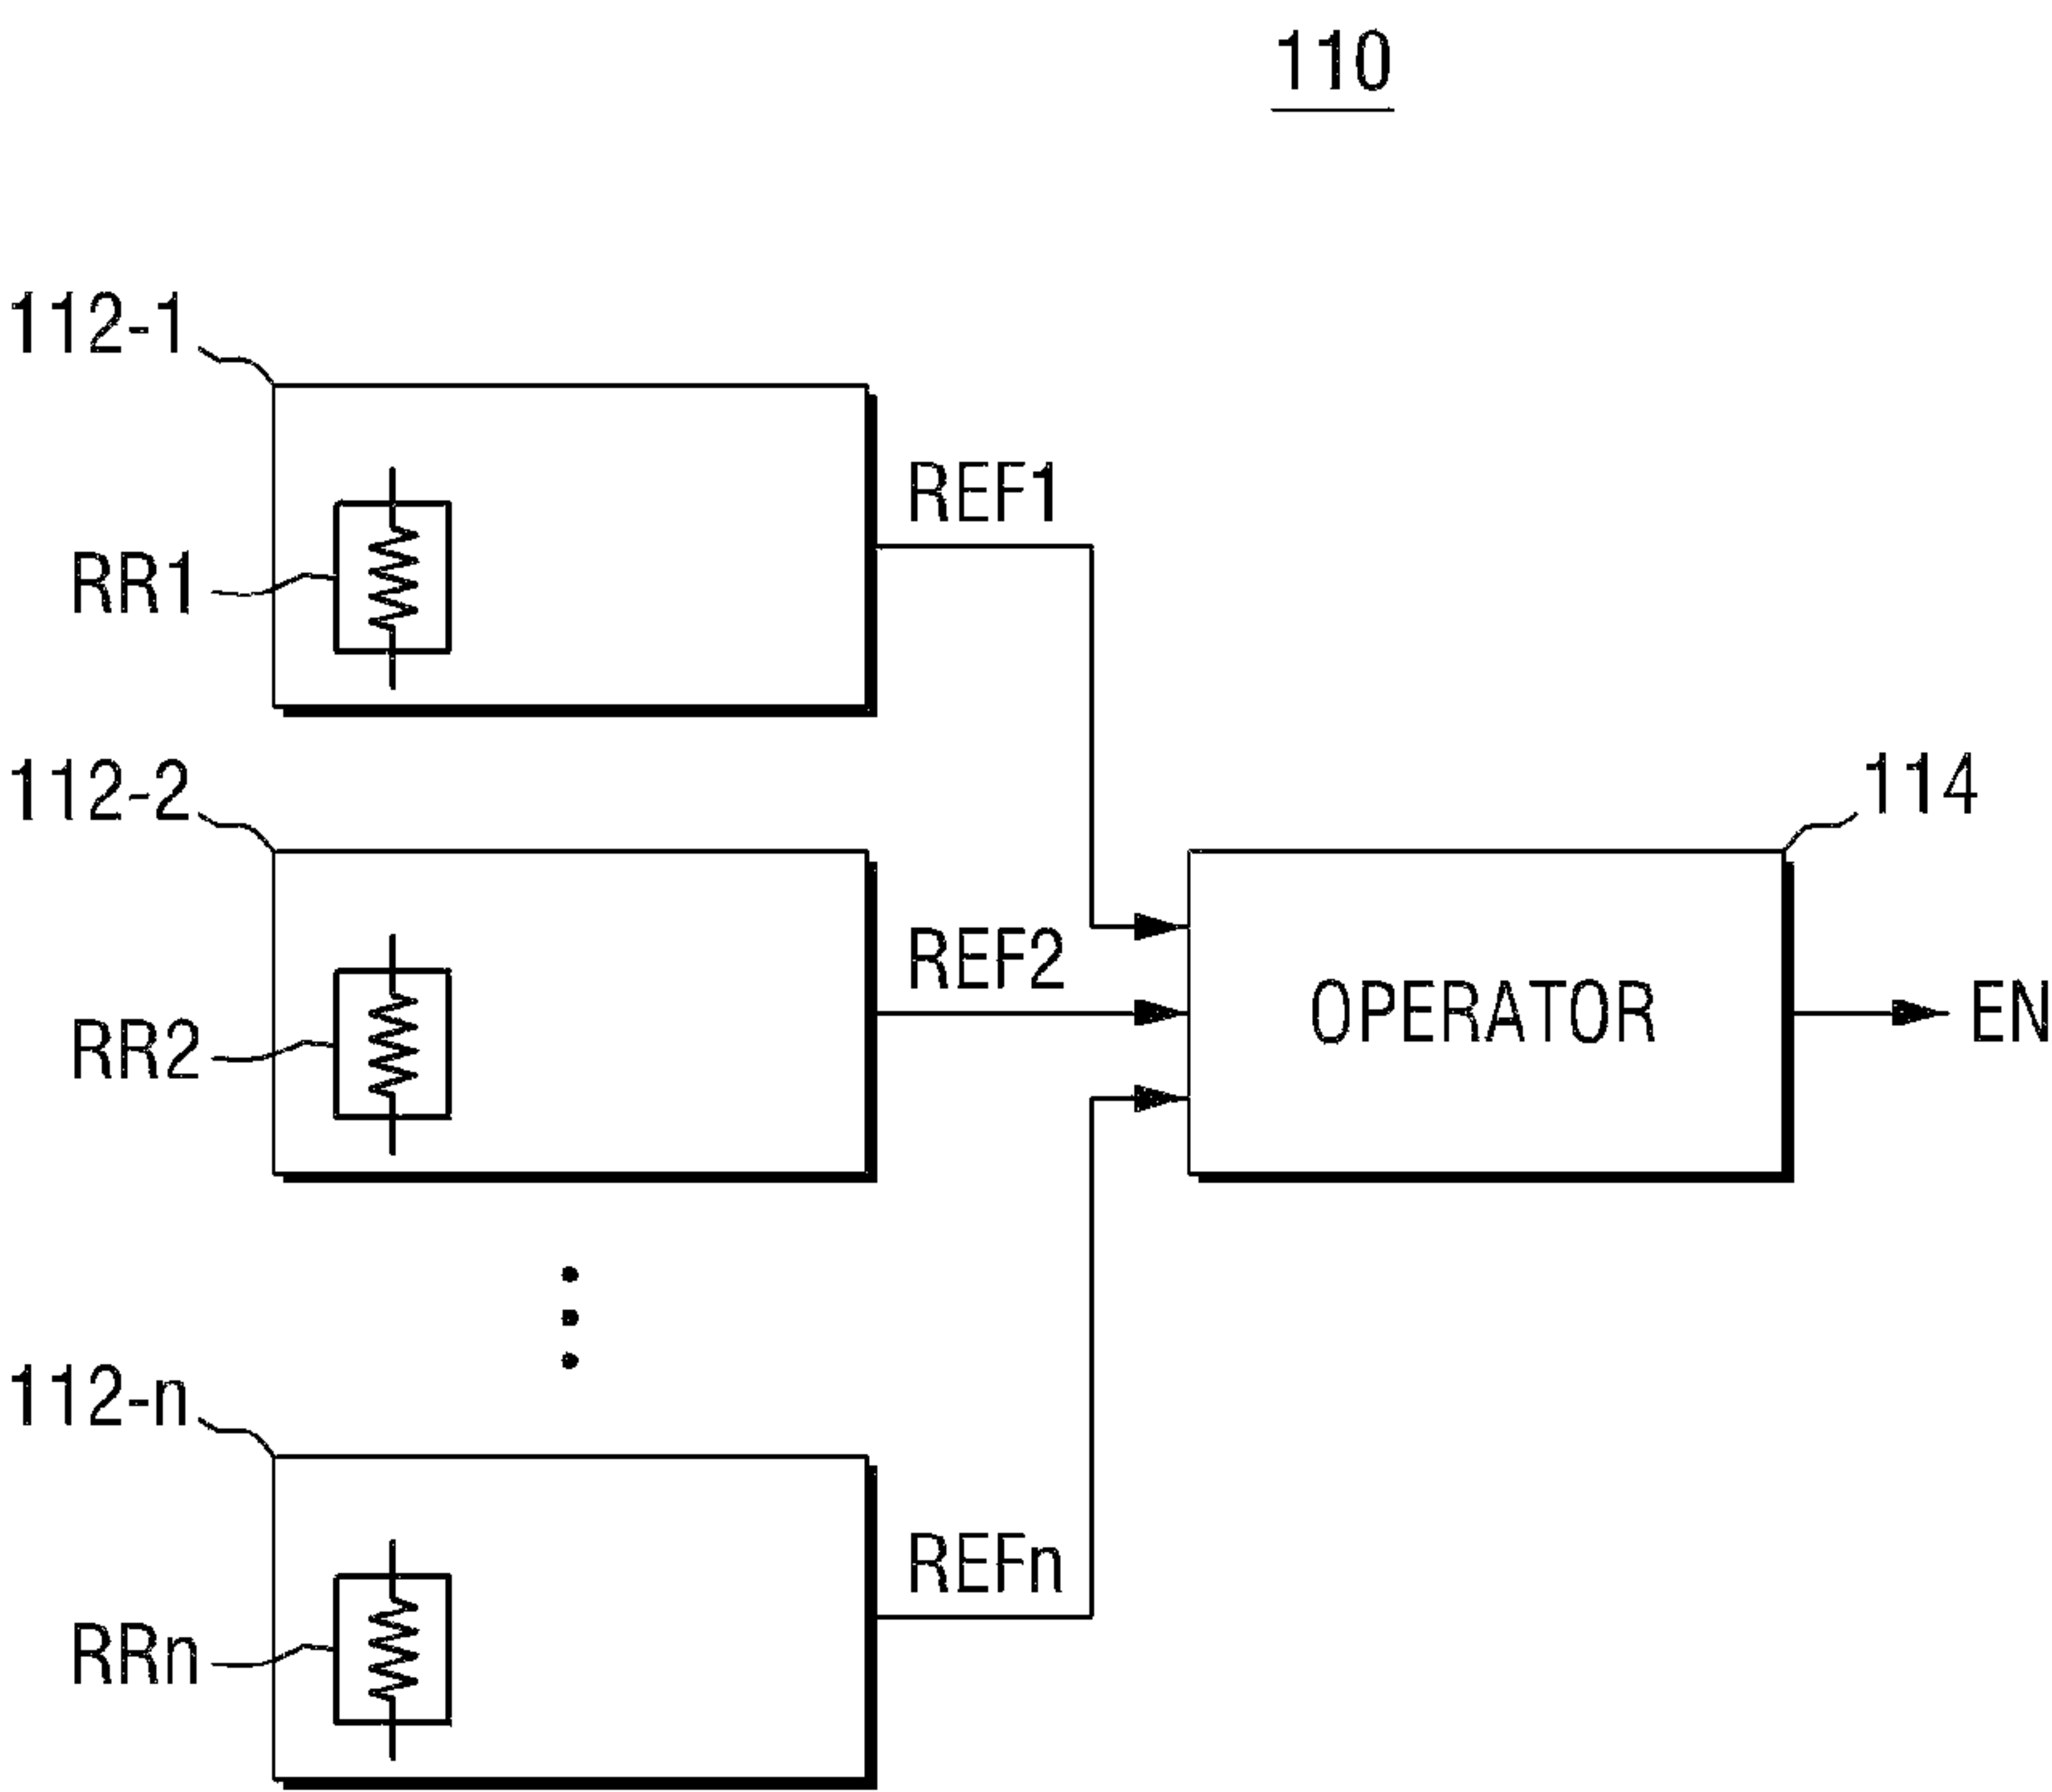 110
112-1
REF1
RR1
112-2
114
REF2
OPERATOR
EN
RR2
112-n
REFn
RRn